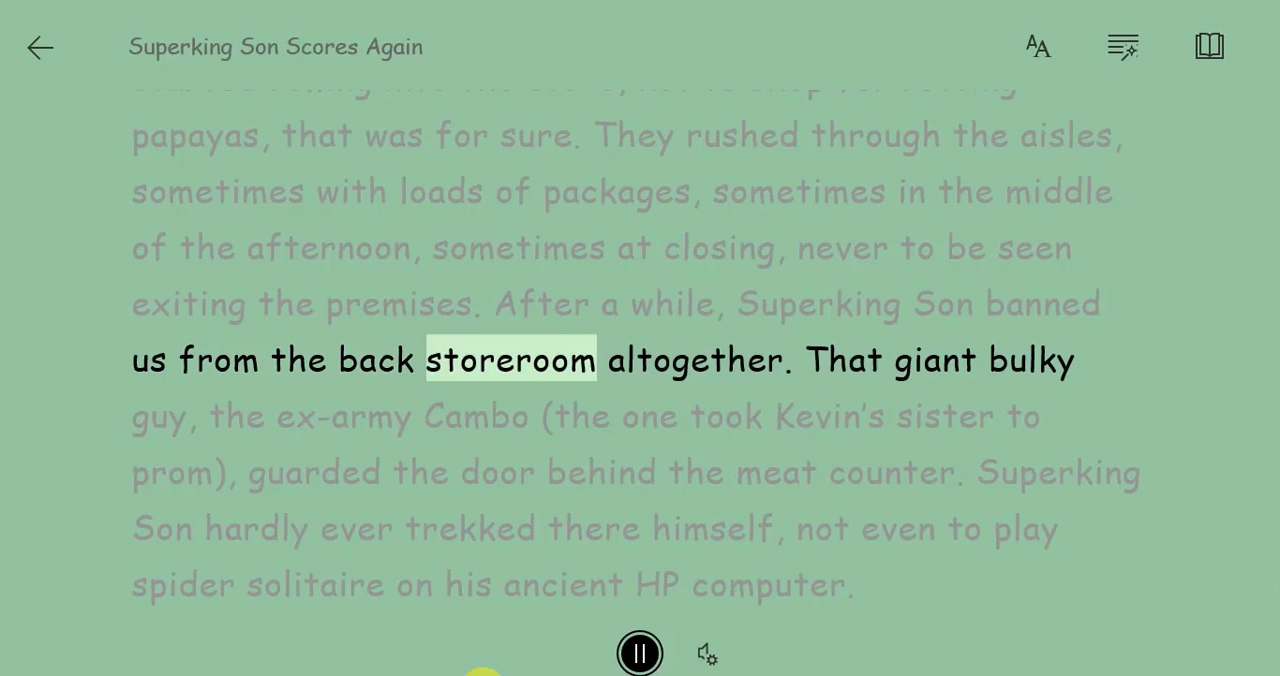 Superking Son Scores Again
papayas, that was for sure. They rushed through the aisles,
sometimes with loads of packages, sometimes in the middle
of the afternoon, sometimes at closing, never to be seen
exiting the premises. After a while, Superking Son banned
us from the back storeroom altogether. That giant bulky
guy, the ex-army Cambo (the one took Kevin’s sister to
prom), guarded the door behind the meat counter. Superking
Son hardly ever trekked there himself, not even to play
spider solitaire on his ancient HP computer.